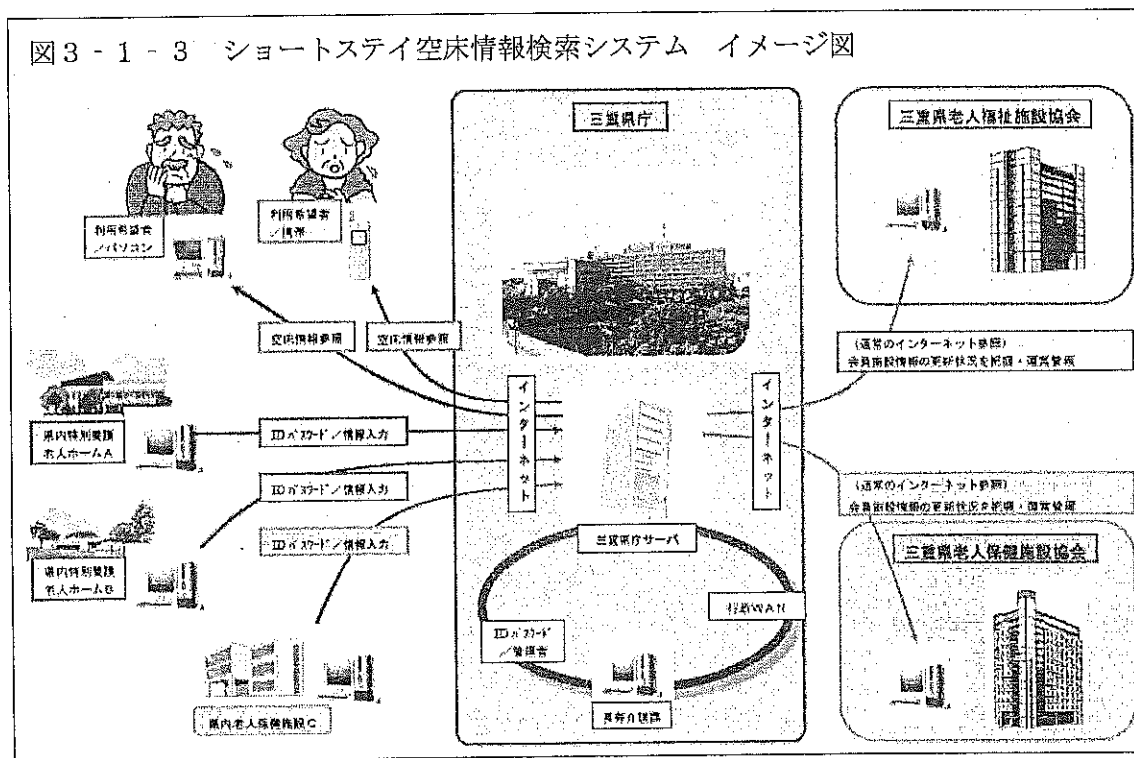 図3-1-3 ショートステイ空床情報検索システム イメージ図
三重県庁
三重県老人福祉施設協会
利用希望者
／パソコン
利用希望者
／携帯
空床情報参照
空床情報参照
(通常のインターネット参照)
会員施設情報の更新状況を把握・運営管理
インターネット
インターネット
県内特別養護
老人ホームA
IDパスワード／情報入力
IDパスワード／情報入力
IDパスワード／情報入力
(通常のインターネット参照)
会員施設情報の更新状況を把握・運営管理
県内特別養護
老人ホームB
三重県庁サーバ
三重県老人保健施設協会
行政WAN
IDパスワード
／管理者
長寿介護課
県内老人保健施設C